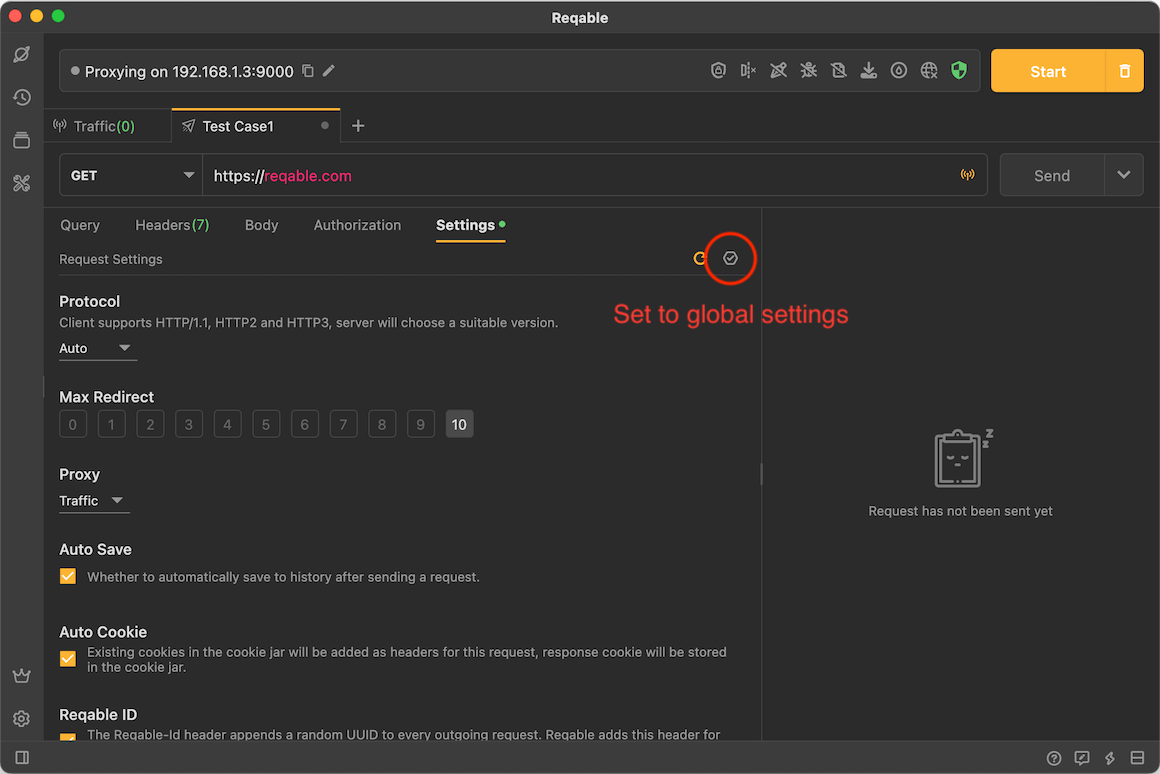 Reqable
Proxying on 192.168.1.3:9000
Start
Traffic(0)
Test Case1
GET
https://reqable.com
Send
Query
Headers(7)
Body
Authorization
Settings
Request Settings
Set to global settings
Protocol
Client supports HTTP/1.1, HTTP2 and HTTP3, server will choose a suitable version.
Auto
Max Redirect
0 1 2 3 4 5 6 7 8 9 10
Proxy
Traffic
Auto Save
Whether to automatically save to history after sending a request.
Auto Cookie
Existing cookies in the cookie jar will be added as headers for this request, response cookie will be stored
in the cookie jar.
Reqable ID
The Reqable-Id header appends a random UUID to every outgoing request. Reqable adds this header for
z
z
Request has not been sent yet